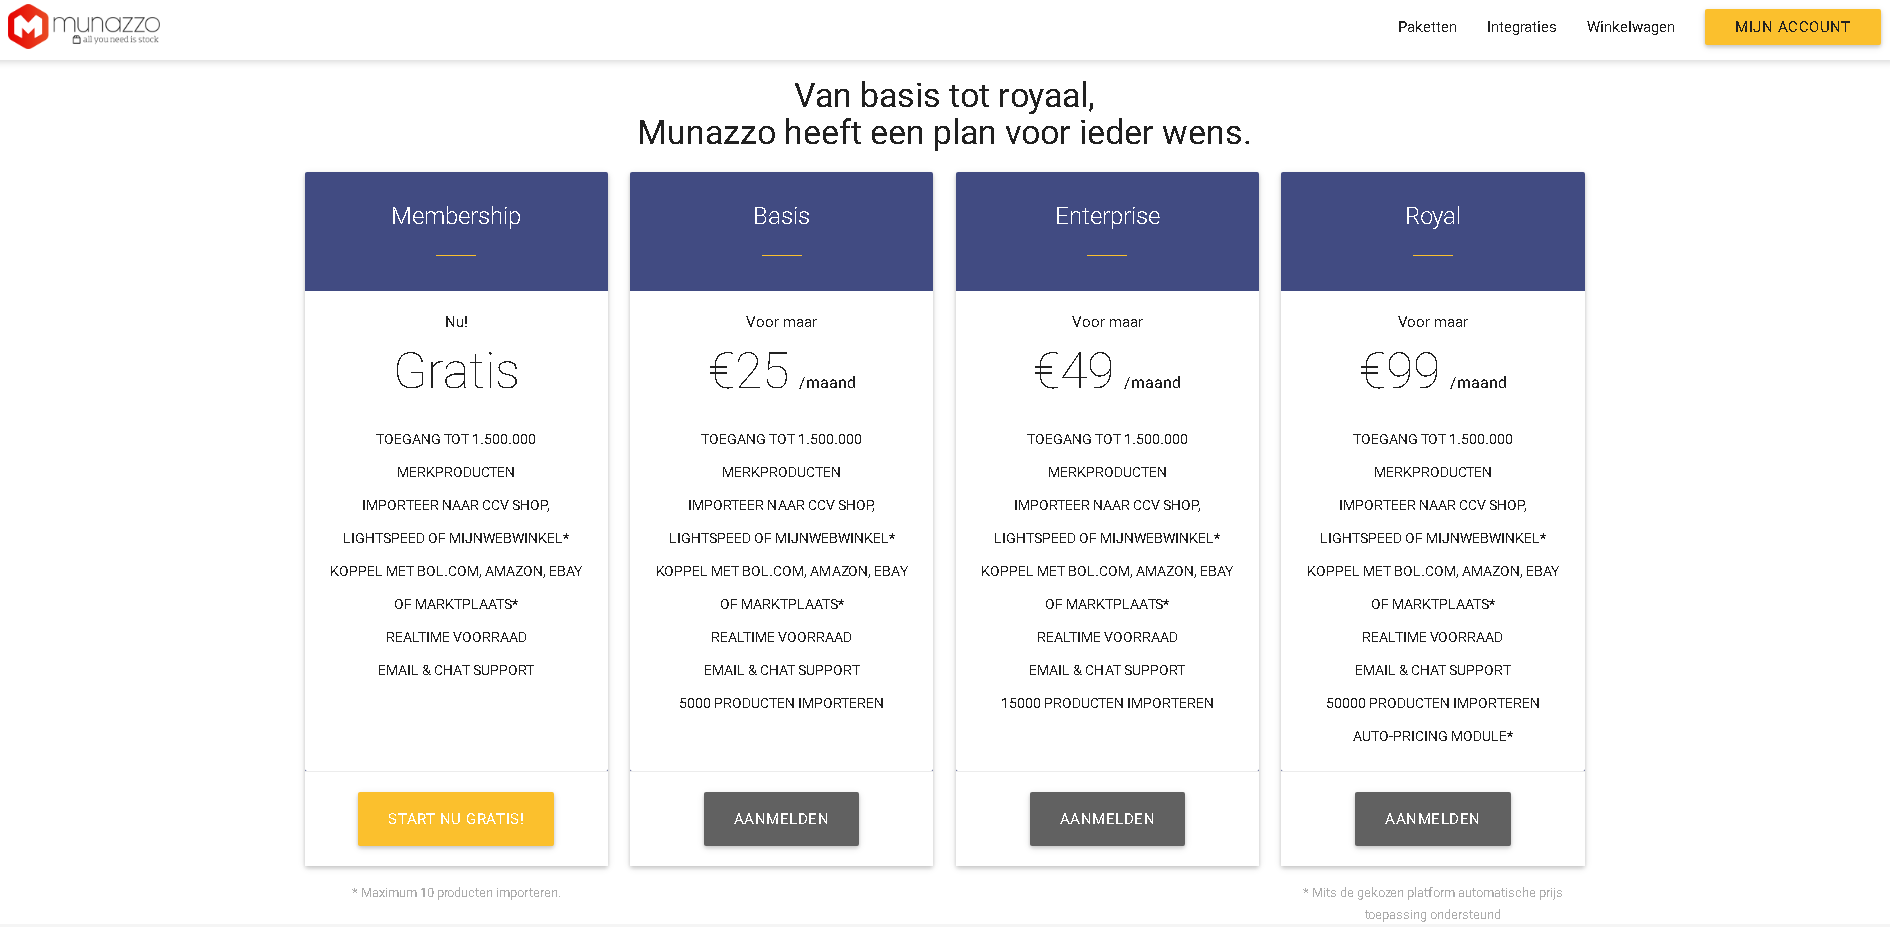 munazzo
all you need is stock
Paketten
Integraties
Winkelwagen
MIJN ACCOUNT
Van basis tot royaal,
Munazzo heeft een plan voor ieder wens.
Membership
Nu!
Gratis
TOEGANG TOT 1.500.000
MERKPRODUCTEN
IMPORTEER NAAR CCV SHOP,
LIGHTSPEED OF MIJNWEBWINKEL*
KOPPEL MET BOL.COM, AMAZON, EBAY
OF MARKTPLAATS*
REALTIME VOORRAAD
EMAIL & CHAT SUPPORT
START NU GRATIS!
* Maximum 10 producten importeren.
Basis
Voor maar
€25 /maand
TOEGANG TOT 1.500.000
MERKPRODUCTEN
IMPORTEER NAAR CCV SHOP,
LIGHTSPEED OF MIJNWEBWINKEL*
KOPPEL MET BOL.COM, AMAZON, EBAY
OF MARKTPLAATS*
REALTIME VOORRAAD
EMAIL & CHAT SUPPORT
5000 PRODUCTEN IMPORTEREN
AANMELDEN
Enterprise
Voor maar
€49 /maand
TOEGANG TOT 1.500.000
MERKPRODUCTEN
IMPORTEER NAAR CCV SHOP,
LIGHTSPEED OF MIJNWEBWINKEL*
KOPPEL MET BOL.COM, AMAZON, EBAY
OF MARKTPLAATS*
REALTIME VOORRAAD
EMAIL & CHAT SUPPORT
15000 PRODUCTEN IMPORTEREN
AANMELDEN
Royal
Voor maar
€99 /maand
TOEGANG TOT 1.500.000
MERKPRODUCTEN
IMPORTEER NAAR CCV SHOP,
LIGHTSPEED OF MIJNWEBWINKEL*
KOPPEL MET BOL.COM, AMAZON, EBAY
OF MARKTPLAATS*
REALTIME VOORRAAD
EMAIL & CHAT SUPPORT
50000 PRODUCTEN IMPORTEREN
AUTO-PRICING MODULE*
AANMELDEN
* Mits de gekozen platform automatische prijs
toepassing ondersteund